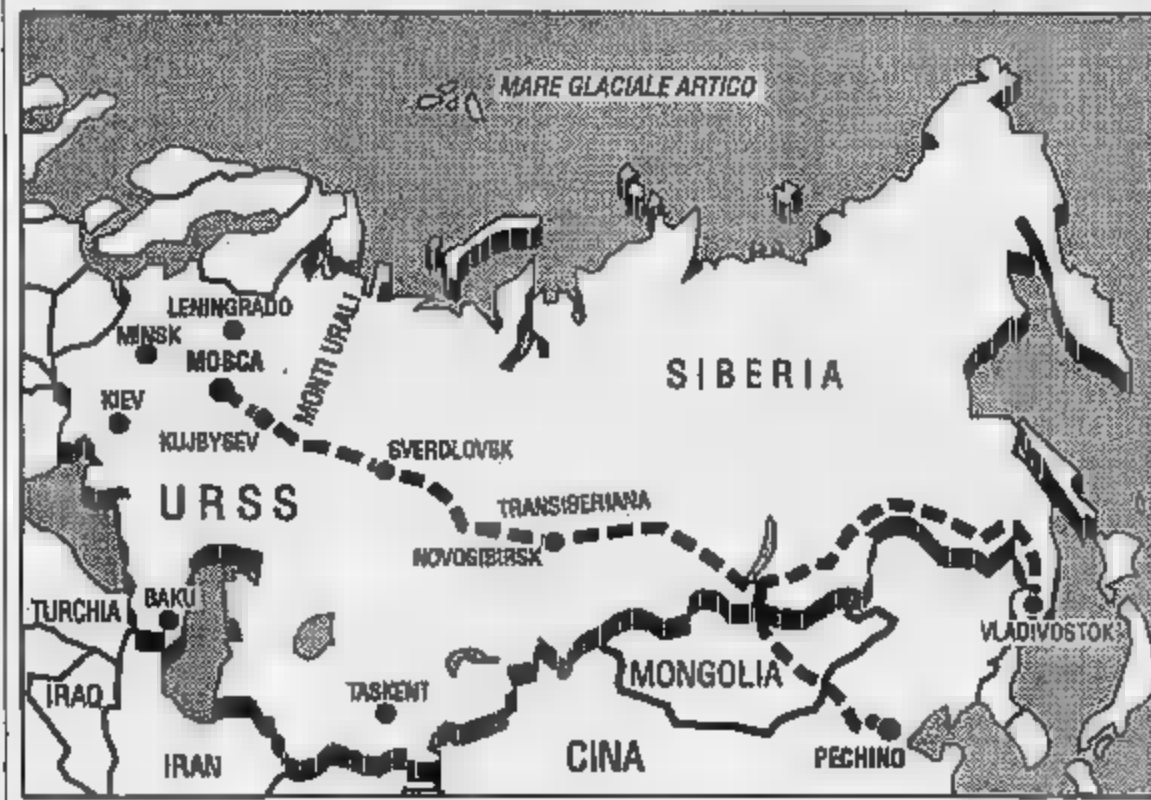 MARE GLACIALE ARTICO
LENINGRADO
MINSK
MOSCA
MONTI URALI
SIBERIA
KIEV
KUJBYSEV
SVERDLOVSK
URSS
TRANSIBERIANA
NOVOSIBIRSK
TURCHIA
BAKU
VLADIVOSTOK
IRAQ
TASKENT
MONGOLIA
IRAN
CINA
PECHINO